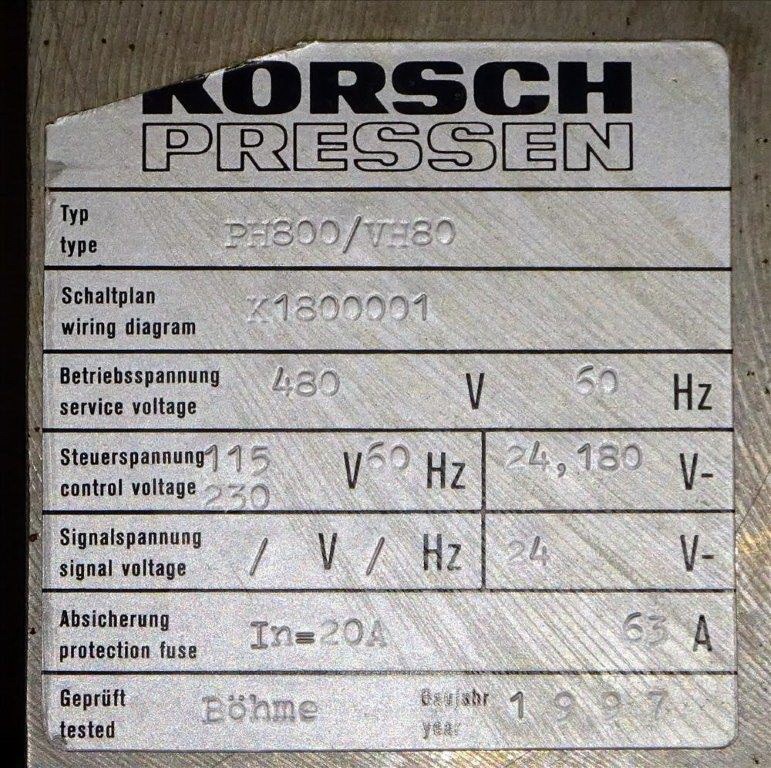 KORSCH
PRESSEN
Typ
type PH800/VH80
Schaltplan
wiring diagram X1800001
Betriebsspannung
service voltage 480 V 60 Hz
Steuerspannung 115 V 60 Hz 24,180 V-
control voltage 230
Signalspannung
signal voltage / V / Hz 24 V-
Absicherung
protection fuse In=20A 63 A
Geprüft Böhme Baujahr 1997
tested year